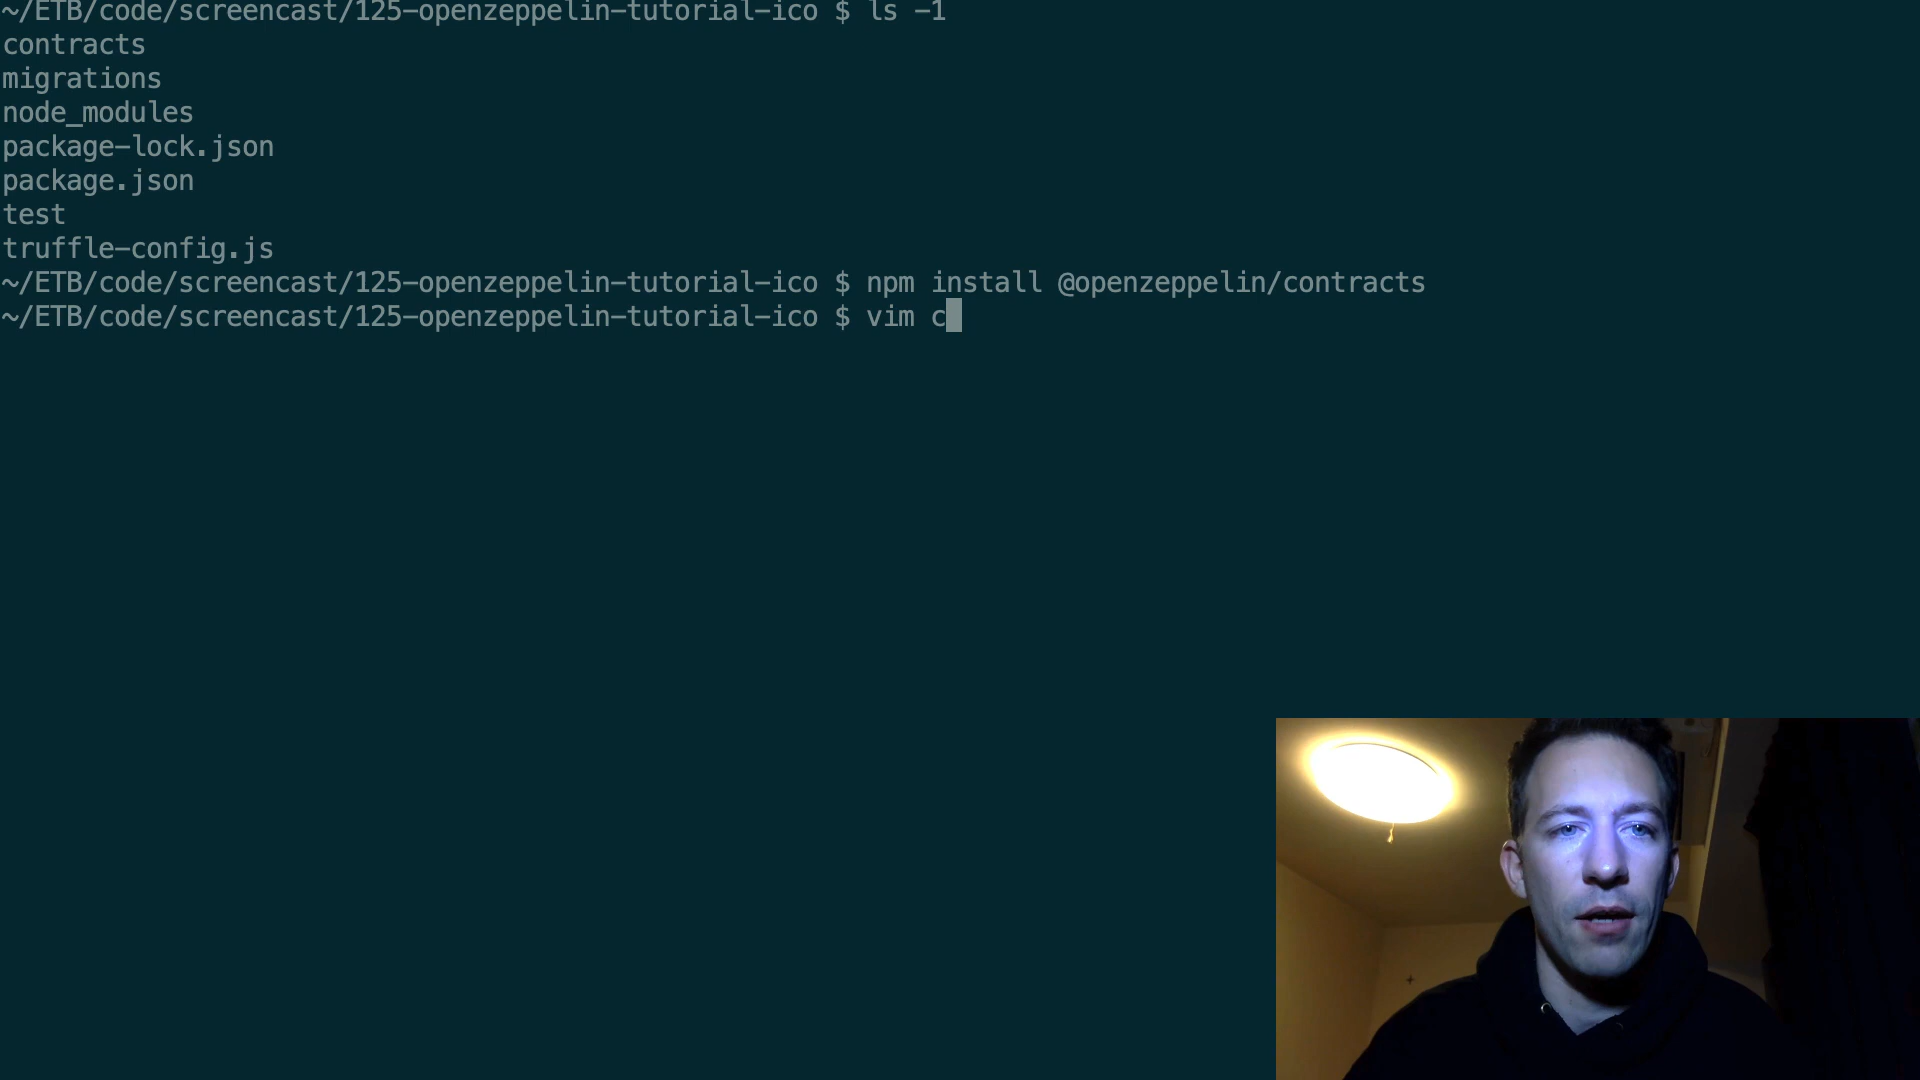 ~/ETB/code/screencast/125-openzeppelin-tutorial-ico $ ls -1
contracts
migrations
node_modules
package-lock.json
package.json
test
truffle-config.js
~/ETB/code/screencast/125-openzeppelin-tutorial-ico $ npm install @openzeppelin/contracts
~/ETB/code/screencast/125-openzeppelin-tutorial-ico $ vim c